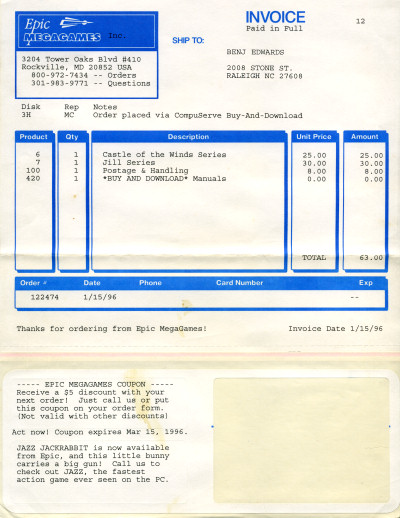 Epic
MEGAGAMES Inc.
3204 Tower Oaks Blvd #410
Rockville, MD 20852 USA
800-972-7434 -- Orders
301-983-9771 -- Questions
INVOICE
Paid in Full
12
SHIP TO:
BENJ EDWARDS
2008 STONE ST.
RALEIGH NC 27608
Disk Rep Notes
3H MC Order placed via CompuServe Buy-And-Download
Product Qty Description Unit Price Amount
6 1 Castle of the Winds Series 25.00 25.00
7 1 Jill Series 30.00 30.00
100 1 Postage & Handling 8.00 8.00
420 1 *BUY AND DOWNLOAD* Manuals 0.00 0.00
TOTAL 63.00
Order # Date Phone Card Number Exp
122474 1/15/96 --
Thanks for ordering from Epic MegaGames! Invoice Date 1/15/96
----- EPIC MEGAGAMES COUPON -----
Receive a $5 discount with your
next order! Just call us or put
this coupon on your order form.
(Not valid with other discounts)
Act now! Coupon expires Mar 15, 1996.
JAZZ JACKRABBIT is now available
from Epic, and this little bunny
carries a big gun! Call us to
check out JAZZ, the fastest
action game ever seen on the PC.